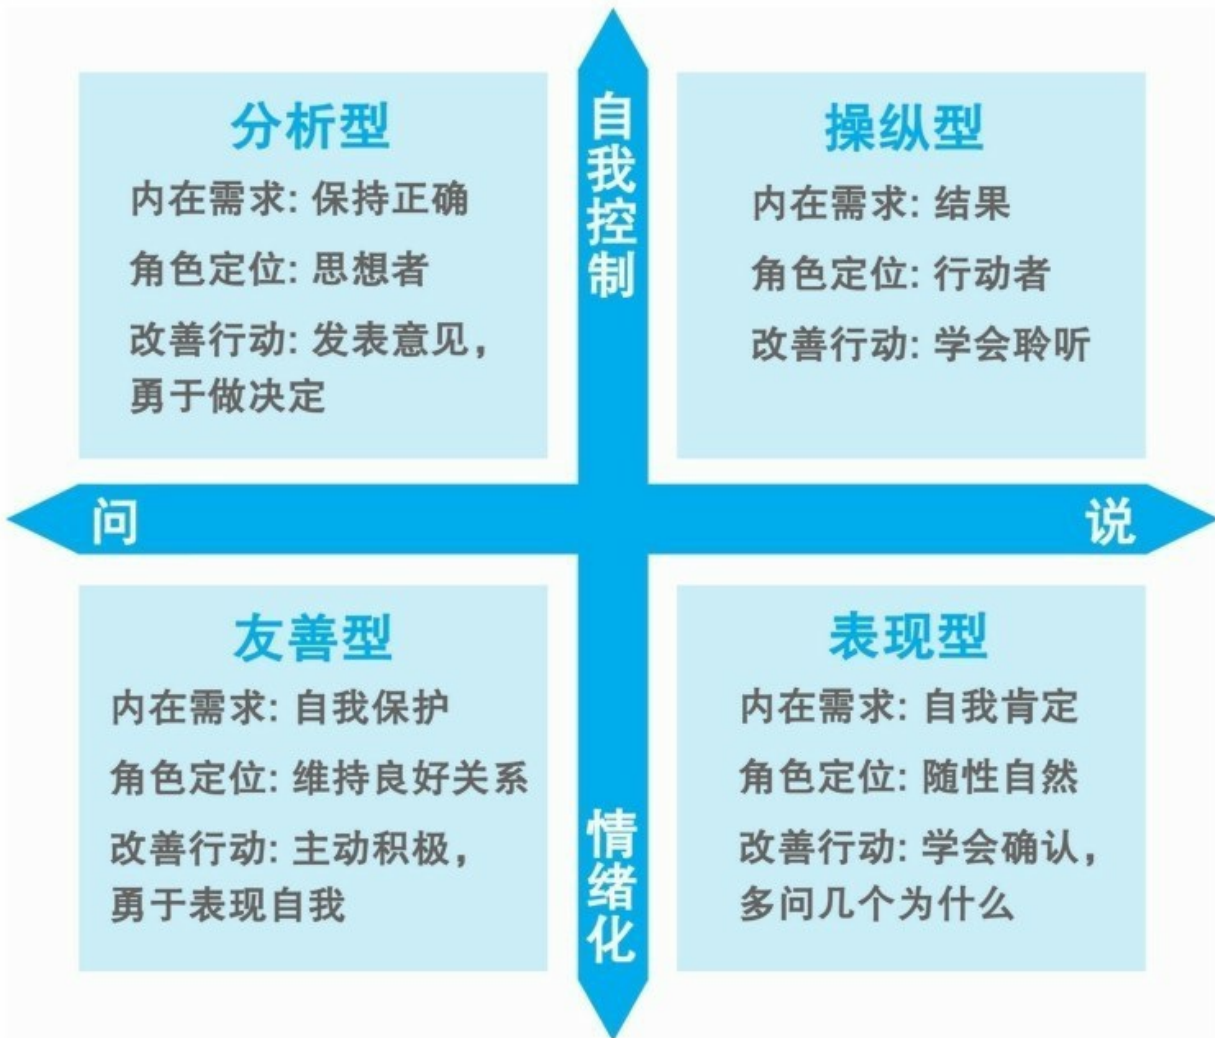 自我控制
分析型
内在需求: 保持正确
角色定位: 思想者
改善行动: 发表意见，
勇于做决定
操纵型
内在需求: 结果
角色定位: 行动者
改善行动: 学会聆听
问
说
友善型
内在需求: 自我保护
角色定位: 维持良好关系
改善行动: 主动积极，
勇于表现自我
表现型
内在需求: 自我肯定
角色定位: 随性自然
改善行动: 学会确认，
多问几个为什么
情绪化